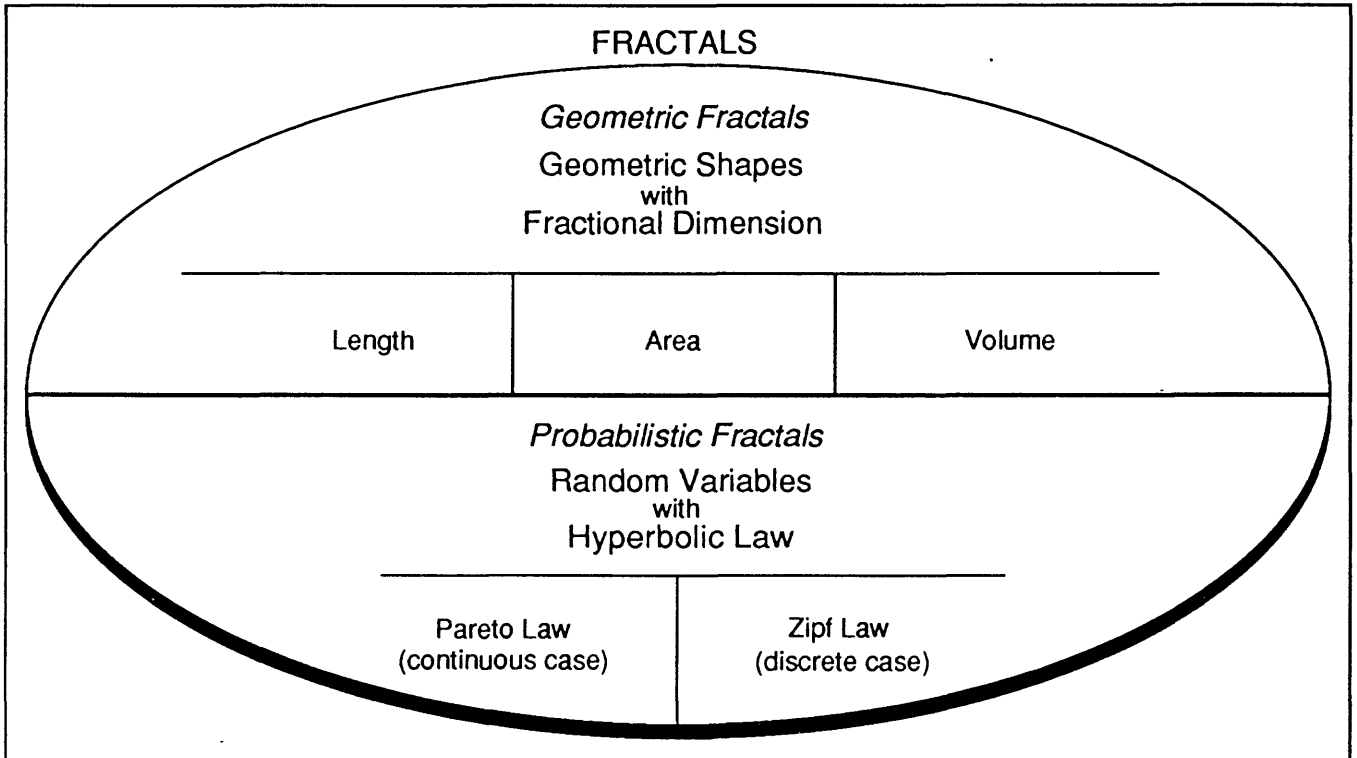 FRACTALS
Geometric Fractals
Geometric Shapes
with
Fractional Dimension
Length
Area
Volume
Probabilistic Fractals
Random Variables
with
Hyperbolic Law
Pareto Law
(continuous case)
Zipf Law
(discrete case)